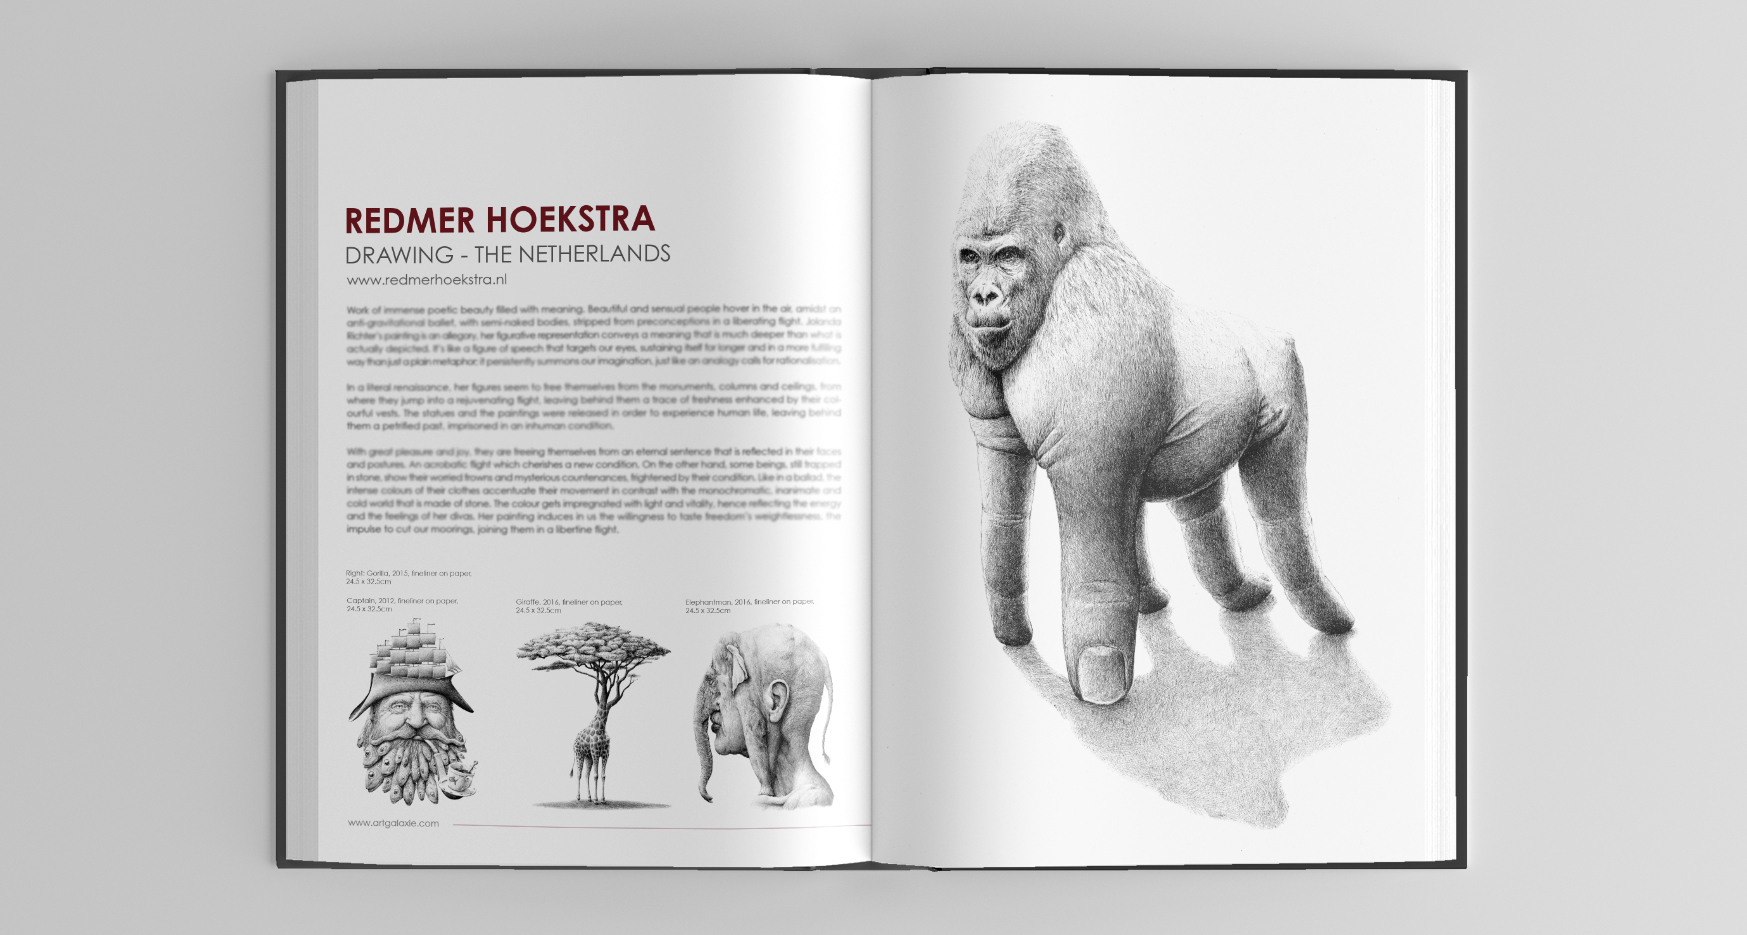 REDMER HOEKSTRA
DRAWING - THE NETHERLANDS
www.redmerhoekstra.nl
Work of immense poetic beauty filled with meaning. Beautiful and sensual people hover in the air, amidst an
anti-gravitational ballet, with semi-naked bodies, stripped from preconceptions in a liberating flight. Jolanda
Richter's painting is an allegory, her figurative representation conveys a meaning that is much deeper than what is
actually depicted. It's like a figure of speech that targets our eyes, sustaining itself for longer and in a more fulfilling
way than just a plain metaphor; it persistently summons our imagination, just like an analogy calls for rationalisation.
In a literal renaissance, her figures seem to free themselves from the monuments, columns and ceilings, from
where they jump into a rejuvenating flight, leaving behind them a trace of freshness enhanced by their col-
ourful vests. The statues and the paintings were released in order to experience human life, leaving behind
them a petrified past, imprisoned in an inhuman condition.
With great pleasure and joy, they are freeing themselves from an eternal sentence that is reflected in their faces
and postures. An acrobatic flight which cherishes a new condition. On the other hand, some beings, still trapped
in stone, show their worried frowns and mysterious countenances, frightened by their condition. Like in a ballad, the
intense colours of their clothes accentuate their movement in contrast with the monochromatic, inanimate and
cold world that is made of stone. The colour gets impregnated with light and vitality, hence reflecting the energy
and the feelings of her divas. Her painting induces in us the willingness to taste freedom's weightlessness, the
impulse to cut our moorings, joining them in a libertine flight.
Right: Gorilla, 2015, fineliner on paper,
24.5 x 32.5cm
Captain, 2012, fineliner on paper,
24.5 x 32.5cm
Giraffe, 2016, fineliner on paper,
24.5 x 32.5cm
Elephantman, 2016, fineliner on paper,
24,5 x 32.5cm
www.artgalaxie.com